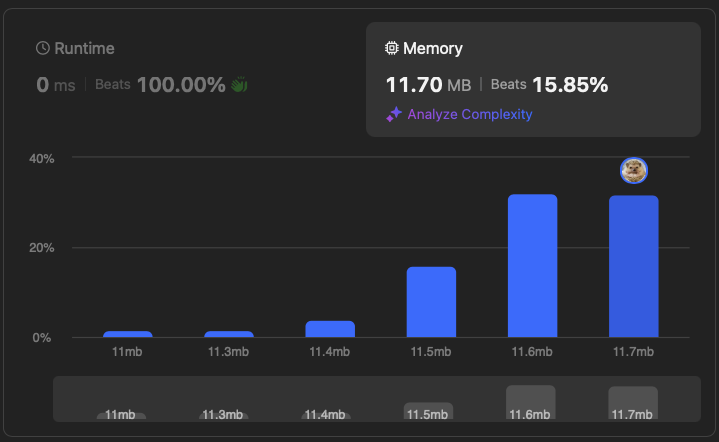 Runtime
0 ms | Beats 100.00%
Memory
11.70 MB | Beats 15.85%
Analyze Complexity
40%
20%
0%
11mb 11.3mb 11.4mb 11.5mb 11.6mb 11.7mb
11mb 11.3mb 11.4mb 11.5mb 11.6mb 11.7mb